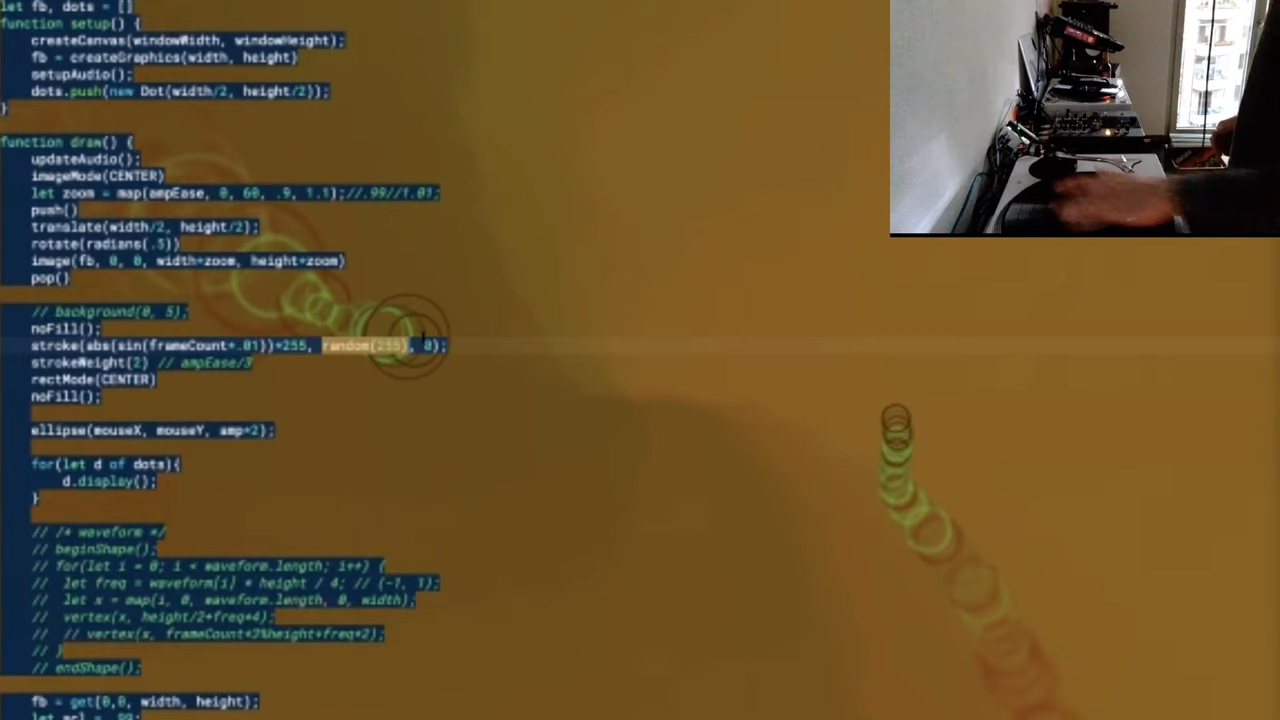 let fb, dots = []
function setup() {
createCanvas(windowWidth, windowHeight);
fb = createGraphics(width, height)
setupAudio();
dots.push(new Dot(width/2, height/2));
}
function draw() {
updateAudio();
imageMode(CENTER)
let zoom = map(ampEase, 0, 60, .9, 1.1);//.99//1.01;
push()
translate(width/2, height/2);
rotate(radians(.5))
image(fb, 0, 0, width*zoom, height*zoom)
pop()
// background(0, 5);
noFill();
stroke(abs(sin(frameCount*.01))*255, random(255), 0);
strokeWeight(2) // ampEase/3
rectMode(CENTER)
noFill();
ellipse(mouseX, mouseY, amp*2);
for(let d of dots){
d.display();
}
// /* waveform */
// beginShape();
// for(let i = 0; i < waveform.length; i++) {
// let freq = waveform[i] * height / 4; // (-1, 1);
// let x = map(i, 0, waveform.length, 0, width);
// vertex(x, height/2+freq*4);
// // vertex(x, frameCount*3%height+freq*2);
// }
// endShape();
fb = get(0,0, width, height);